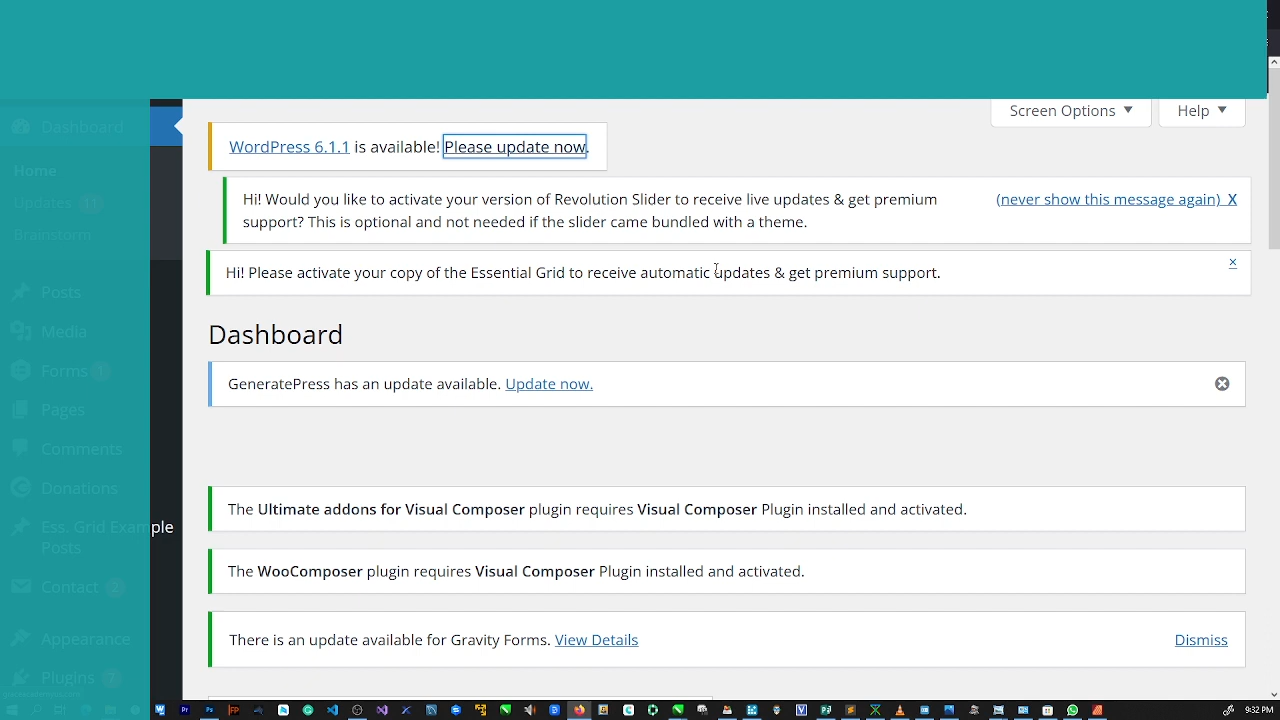 Screen Options
Help
WordPress 6.1.1 is available! Please update now.
Hi! Would you like to activate your version of Revolution Slider to receive live updates & get premium
support? This is optional and not needed if the slider came bundled with a theme.
(never show this message again) X
Hi! Please activate your copy of the Essential Grid to receive automatic updates & get premium support.
×
Dashboard
GeneratePress has an update available. Update now.
The Ultimate addons for Visual Composer plugin requires Visual Composer Plugin installed and activated.
The WooComposer plugin requires Visual Composer Plugin installed and activated.
There is an update available for Gravity Forms. View Details
Dismiss
Dashboard
Home
Updates 11
Brainstorm
Posts
Media
Forms 1
Pages
Comments
Donations
Ess. Grid Example
Posts
Contact 2
Appearance
Plugins 7
9:32 PM